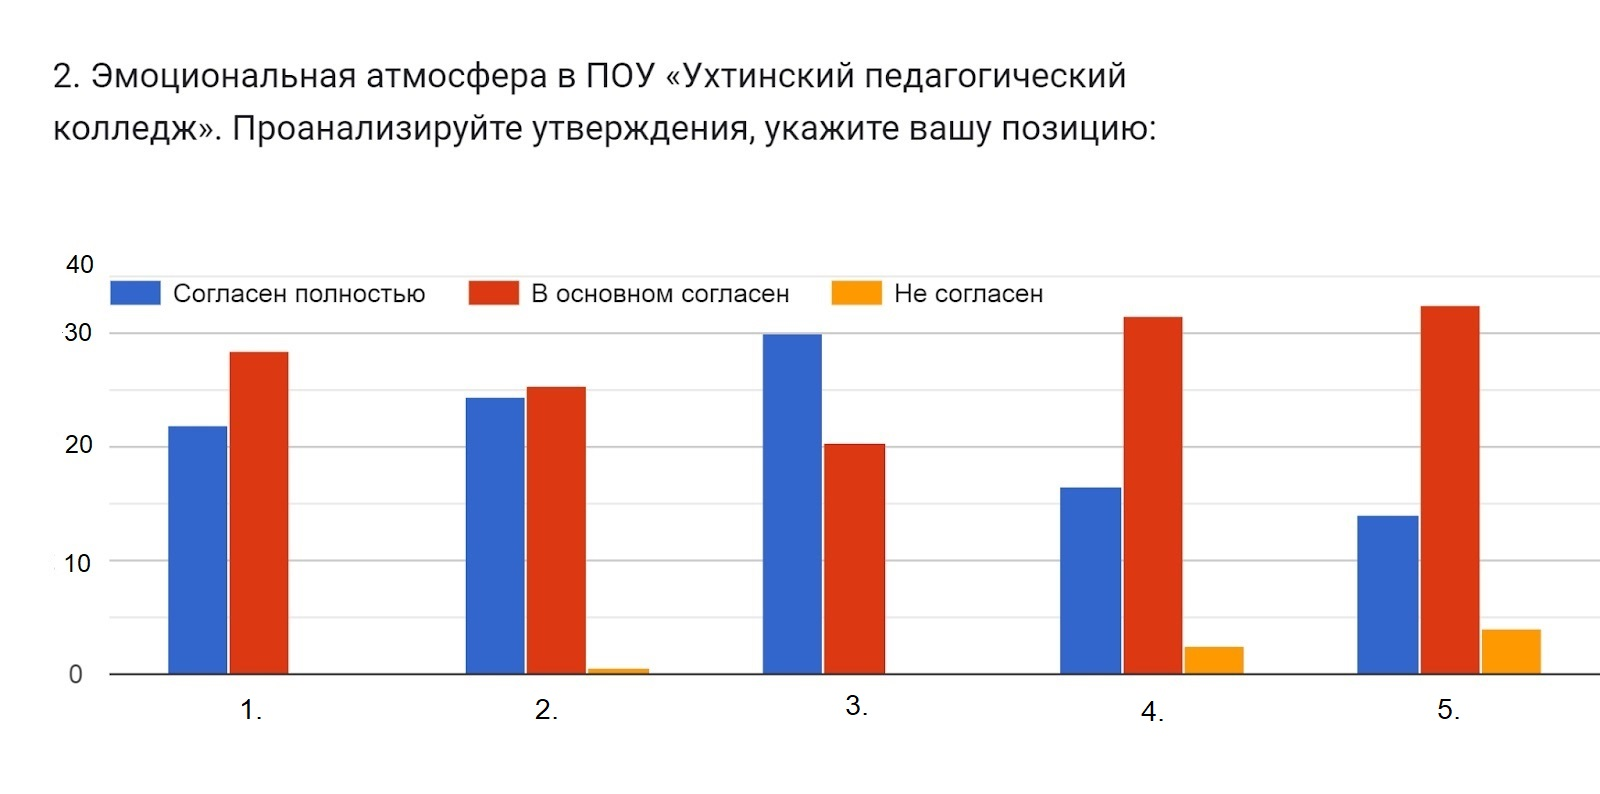 2. Эмоциональная атмосфера в ПОУ «Ухтинский педагогический
колледж». Проанализируйте утверждения, укажите вашу позицию:
40
Согласен полностью В основном согласен Не согласен
30
20
10
0
1. 2. 3. 4. 5.